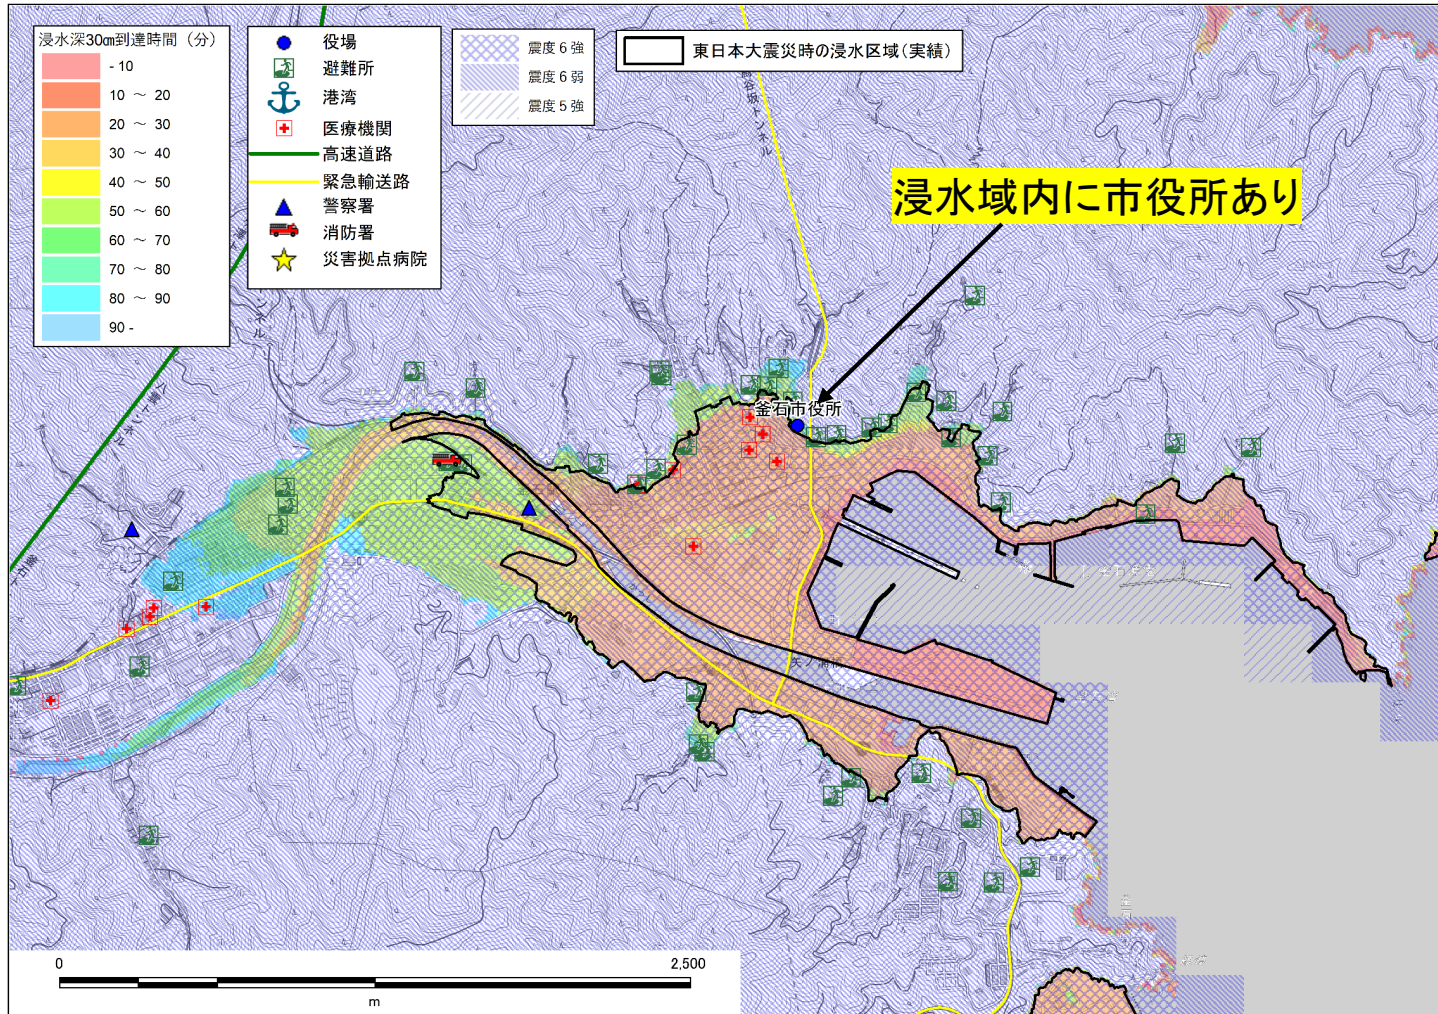 浸水深30㎝到達時間（分）
- 10
10 ～ 20
20 ～ 30
30 ～ 40
40 ～ 50
50 ～ 60
60 ～ 70
70 ～ 80
80 ～ 90
90 -
役場
避難所
港湾
医療機関
高速道路
緊急輸送路
警察署
消防署
災害拠点病院
震度６強
震度６弱
震度５強
東日本大震災時の浸水区域（実績）
浸水域内に市役所あり
釜石市役所
0
2,500
m